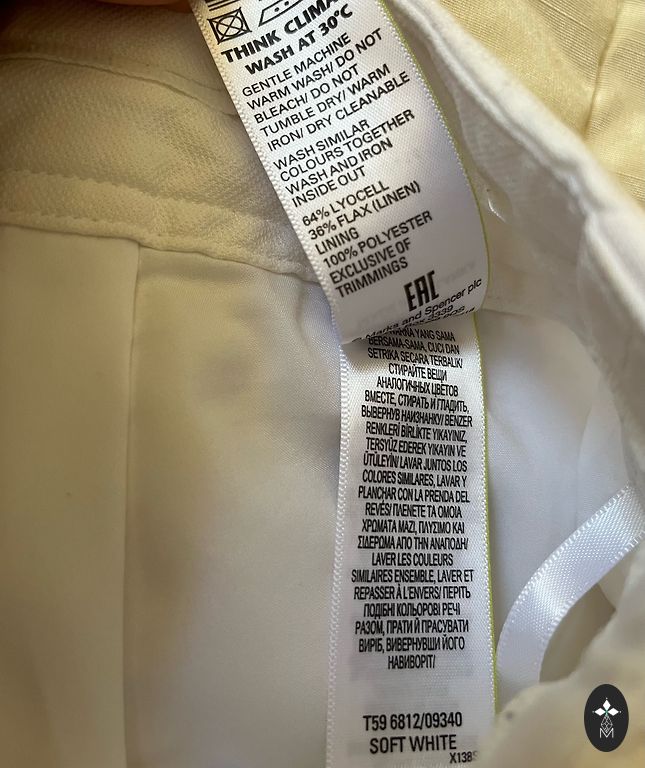 THINK CLIMA
WASH AT 30°C
GENTLE MACHINE
WARM WASH/ DO NOT
BLEACH/ DO NOT
TUMBLE DRY/ WARM
IRON/ DRY CLEANABLE
WASH SIMILAR
COLOURS TOGETHER
WASH AND IRON
INSIDE OUT
64% LYOCELL
36% FLAX (LINEN)
LINING
100% POLYESTER
EXCLUSIVE OF
TRIMMINGS
EAC
Marks and Spencer plc
3339
YANG SAMA
BERSAMA-SAMA, CUCI DAN
SETRIKA SECARA TERBALIK/
СТИРАЙТЕ ВЕЩИ
АНАЛОГИЧНЫХ ЦВЕТОВ
ВМЕСТЕ, СТИРАТЬ И ГЛАДИТЬ,
ВЫВЕРНУВ НАИЗНАНКУ/ BENZER
RENKLERİ BİRLİKTE YIKAYINIZ,
TERSYÜZ EDEREK YIKAYIN VE
ÜTÜLEYİN/ LAVAR JUNTOS LOS
COLORES SIMILARES, LAVAR Y
PLANCHAR CON LA PRENDA DEL
REVÉS/ ΠΛΕΝΕΤΕ ΤΑ ΟΜΟΙΑ
ΧΡΩΜΑΤΑ ΜΑΖΙ, ΠΛΥΣΙΜΟ ΚΑΙ
ΣΙΔΕΡΩΜΑ ΑΠΟ ΤΗΝ ΑΝΑΠΟΔΗ/
LAVER LES COULEURS
SIMILAIRES ENSEMBLE, LAVER ET
REPASSER À L'ENVERS/ ПЕРІТЬ
ПОДІБНІ КОЛЬОРОВІ РЕЧІ
РАЗОМ, ПРАТИ Й ПРАСУВАТИ
ВИРІБ, ВИВЕРНУВШИ ЙОГО
НАВИВОРІТ/
T59 6812/09340
SOFT WHITE
X138S